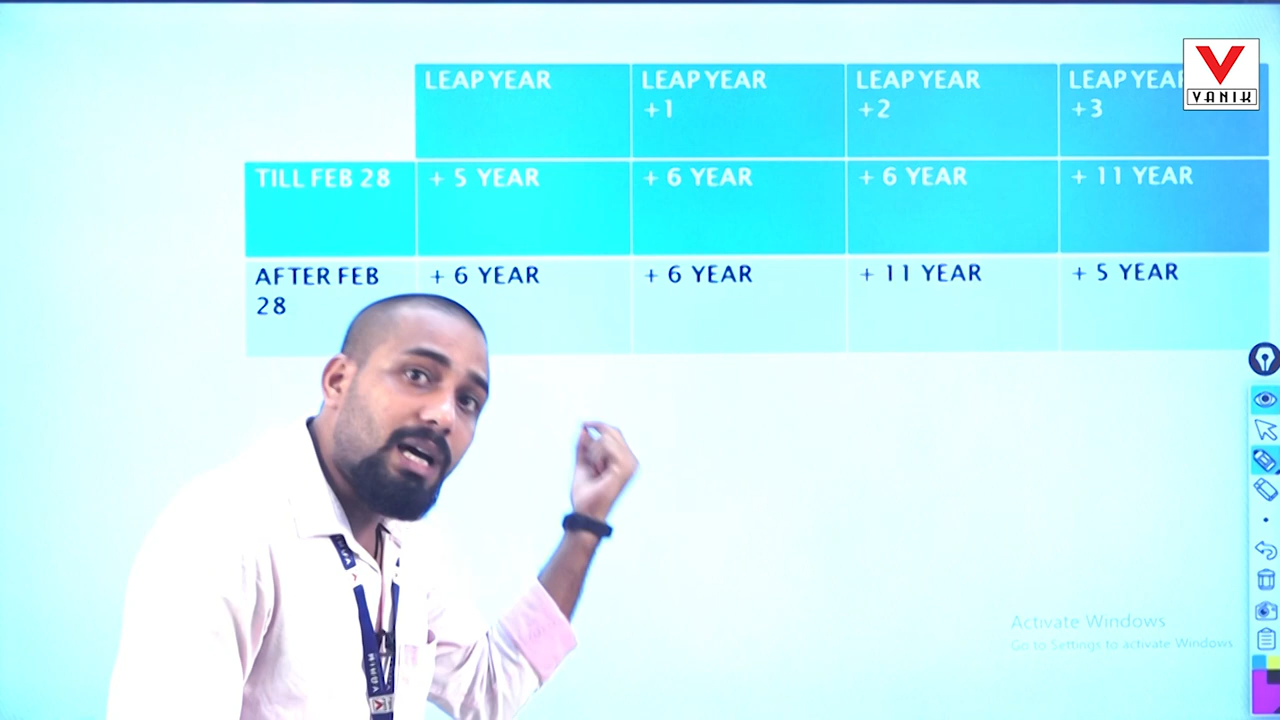 LEAP YEAR
LEAP YEAR
+1
LEAP YEAR
+2
LEAP YEAR
+3
VANIK
TILL FEB 28
+ 5 YEAR
+ 6 YEAR
+ 6 YEAR
+ 11 YEAR
AFTER FEB
28
+ 6 YEAR
+ 6 YEAR
+ 11 YEAR
+ 5 YEAR
Activate Windows
Go to Settings to activate Windows.
VANIK